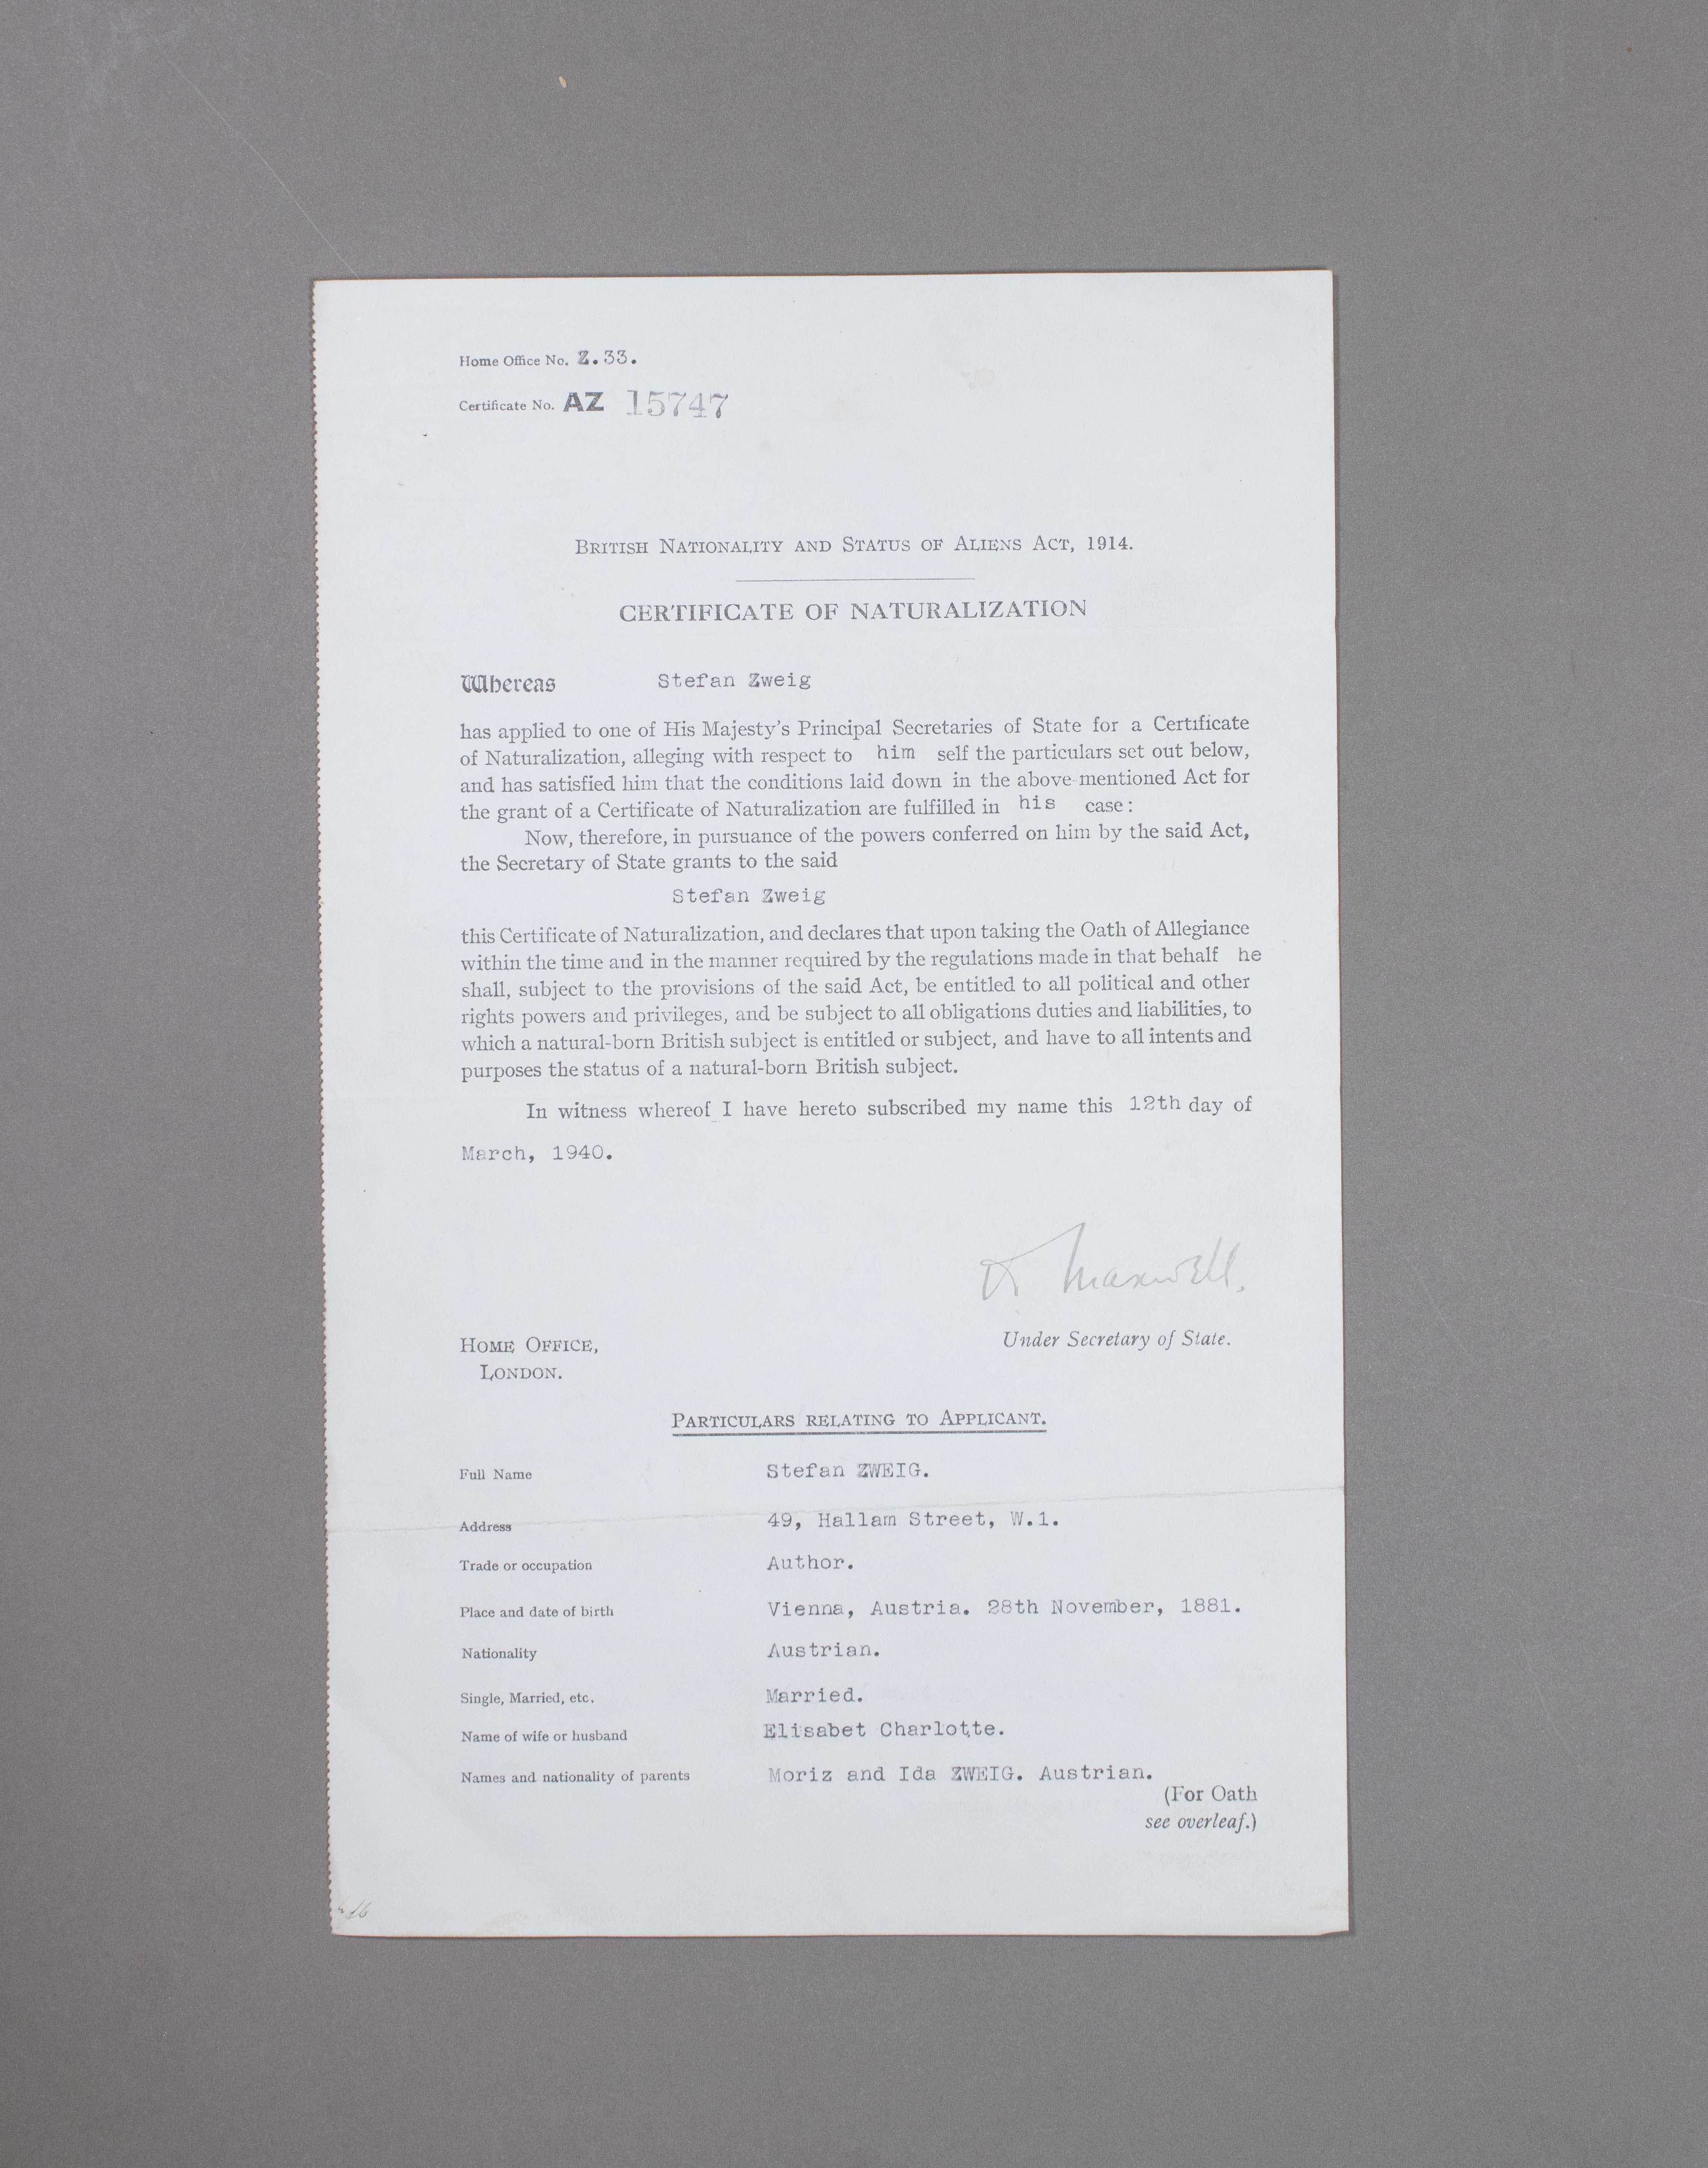 Home Office No. Z.33.
Certificate No. AZ 15747
British Nationality and Status of Aliens Act, 1914.
CERTIFICATE OF NATURALIZATION
Whereas Stefan Zweig
has applied to one of His Majesty's Principal Secretaries of State for a Certificate
of Naturalization, alleging with respect to him self the particulars set out below,
and has satisfied him that the conditions laid down in the above-mentioned Act for
the grant of a Certificate of Naturalization are fulfilled in his case:
Now, therefore, in pursuance of the powers conferred on him by the said Act,
the Secretary of State grants to the said
Stefan Zweig
this Certificate of Naturalization, and declares that upon taking the Oath of Allegiance
within the time and in the manner required by the regulations made in that behalf he
shall, subject to the provisions of the said Act, be entitled to all political and other
rights powers and privileges, and be subject to all obligations duties and liabilities, to
which a natural-born British subject is entitled or subject, and have to all intents and
purposes the status of a natural-born British subject.
In witness whereof I have hereto subscribed my name this 12th day of
March, 1940.
Maxwell.
Under Secretary of State.
Home Office,
London.
Particulars relating to Applicant.
Full Name Stefan ZWEIG.
Address 49, Hallam Street, W.1.
Trade or occupation Author.
Place and date of birth Vienna, Austria. 28th November, 1881.
Nationality Austrian.
Single, Married, etc. Married.
Name of wife or husband Elisabet Charlotte.
Names and nationality of parents Moriz and Ida ZWEIG. Austrian.
(For Oath
see overleaf.)